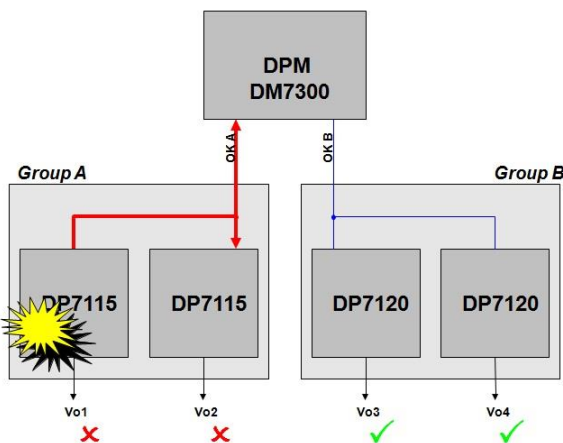 DPM
DM7300
OK A
OK B
Group A
Group B
DP7115
DP7115
DP7120
DP7120
Vo1
Vo2
Vo3
Vo4